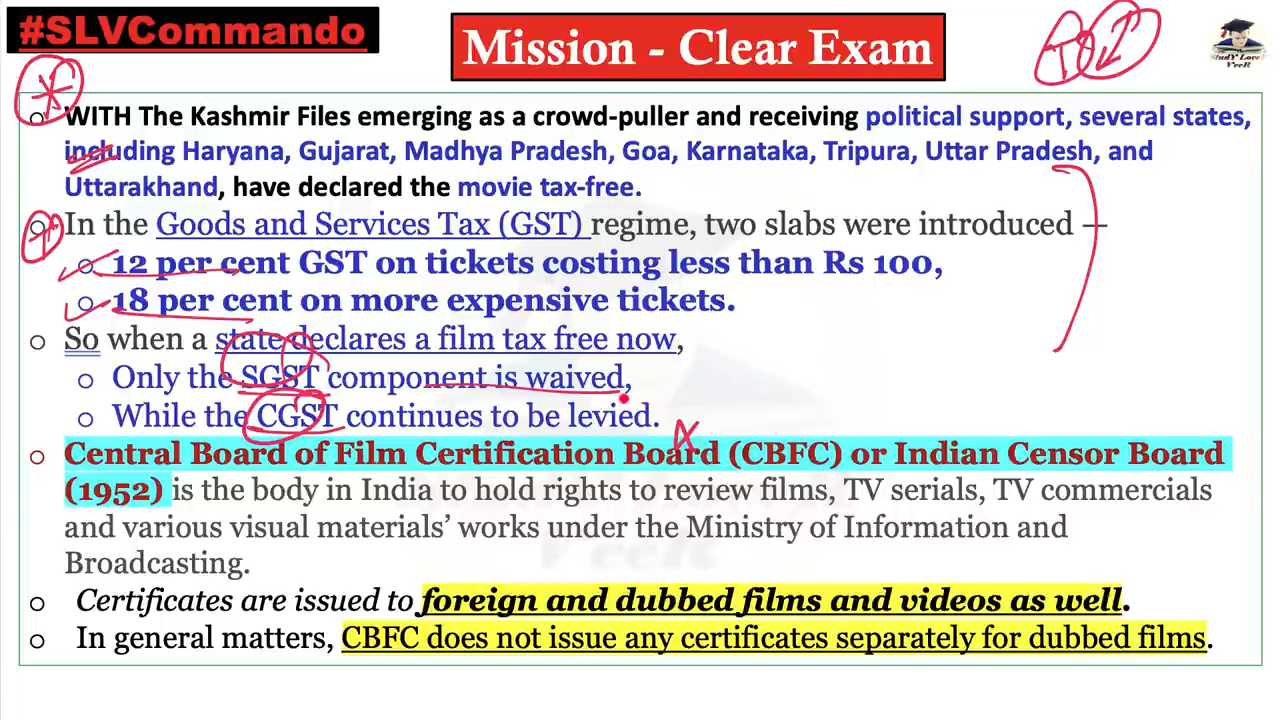 #SLVCommando
Mission - Clear Exam
StudY LoveR
VeeR
WITH The Kashmir Files emerging as a crowd-puller and receiving political support, several states,
including Haryana, Gujarat, Madhya Pradesh, Goa, Karnataka, Tripura, Uttar Pradesh, and
Uttarakhand, have declared the movie tax-free.
In the Goods and Services Tax (GST) regime, two slabs were introduced —
12 per cent GST on tickets costing less than Rs 100,
18 per cent on more expensive tickets.
So when a state declares a film tax free now,
Only the SGST component is waived,
While the CGST continues to be levied.
Central Board of Film Certification Board (CBFC) or Indian Censor Board
(1952) is the body in India to hold rights to review films, TV serials, TV commercials
and various visual materials’ works under the Ministry of Information and
Broadcasting.
Certificates are issued to foreign and dubbed films and videos as well.
In general matters, CBFC does not issue any certificates separately for dubbed films.